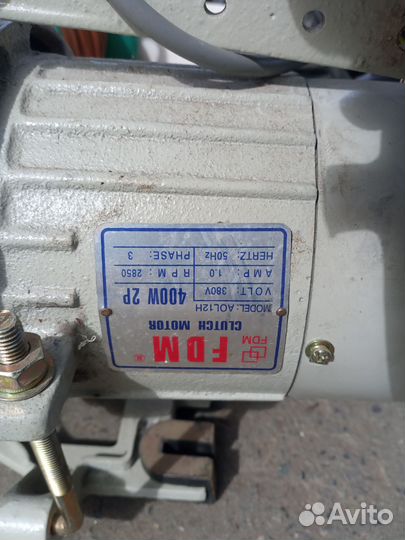 FDM
FDM ®
CLUTCH MOTOR
MODEL: AOL12H
VOLT: 380V 400W 2P
AMP: 1.0 RPM: 2850
HERTZ: 50Hz PHASE: 3
Avito